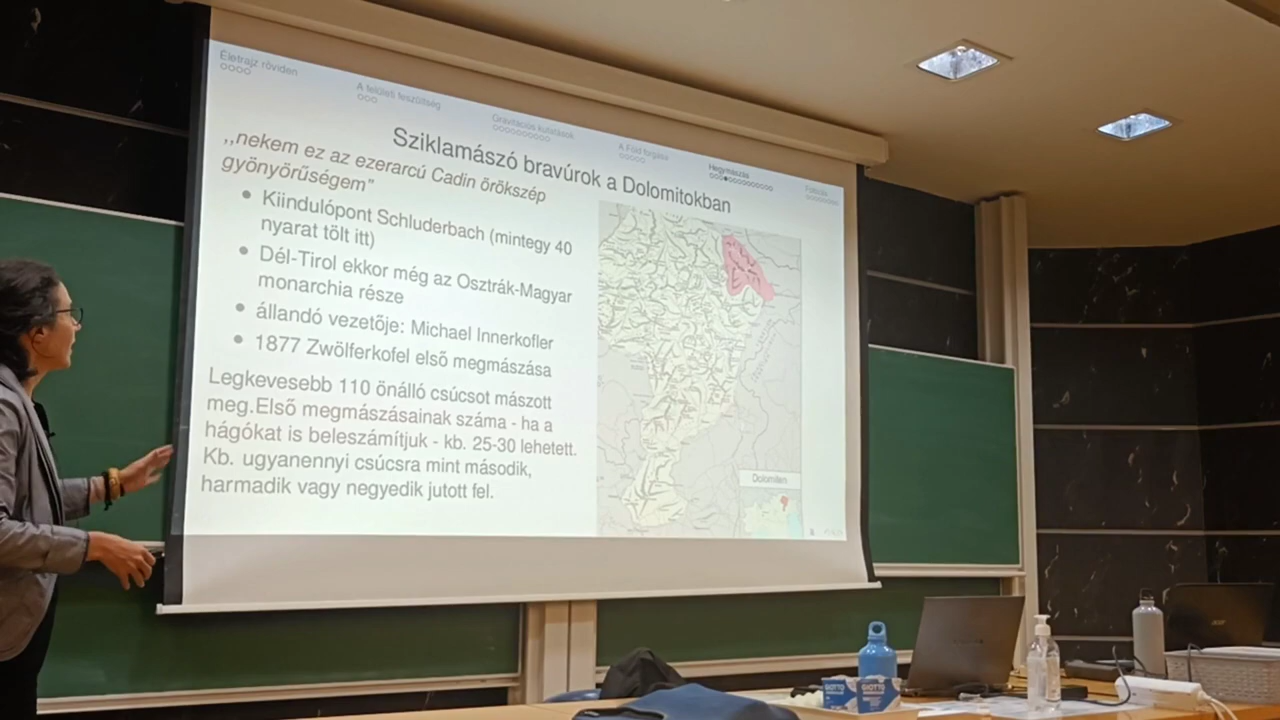 Életrajz röviden
A felületi feszültség
Gravitációs kutatások
A Föld forgása
Hegymászás
Fotózás
Sziklamászó bravúrok a Dolomitokban
,,nekem ez az ezerarcú Cadin örökszép
gyönyörűségem”
Kiindulópont Schluderbach (mintegy 40
nyarat tölt itt)
Dél-Tirol ekkor még az Osztrák-Magyar
monarchia része
állandó vezetője: Michael Innerkofler
1877 Zwölferkofel első megmászása
Legkevesebb 110 önálló csúcsot mászott
meg.Első megmászásainak száma - ha a
hágókat is beleszámítjuk - kb. 25-30 lehetett.
Kb. ugyanennyi csúcsra mint második,
harmadik vagy negyedik jutott fel.
Dolomiten
GIOTTO
GIOTTO
acer